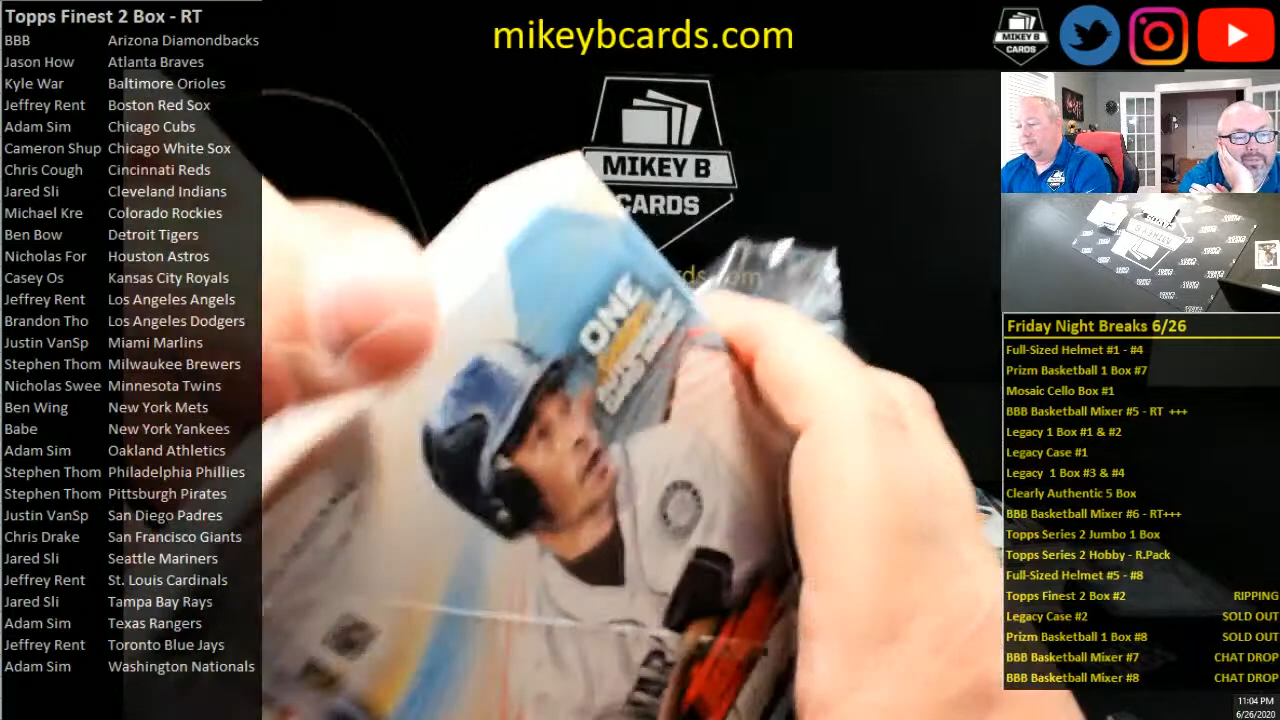 Topps Finest 2 Box - RT
BBB Arizona Diamondbacks
Jason How Atlanta Braves
Kyle War Baltimore Orioles
Jeffrey Rent Boston Red Sox
Adam Sim Chicago Cubs
Cameron Shup Chicago White Sox
Chris Cough Cincinnati Reds
Jared Sli Cleveland Indians
Michael Kre Colorado Rockies
Ben Bow Detroit Tigers
Nicholas For Houston Astros
Casey Os Kansas City Royals
Jeffrey Rent Los Angeles Angels
Brandon Tho Los Angeles Dodgers
Justin VanSp Miami Marlins
Stephen Thom Milwaukee Brewers
Nicholas Swee Minnesota Twins
Ben Wing New York Mets
Babe New York Yankees
Adam Sim Oakland Athletics
Stephen Thom Philadelphia Phillies
Stephen Thom Pittsburgh Pirates
Justin VanSp San Diego Padres
Chris Drake San Francisco Giants
Jared Sli Seattle Mariners
Jeffrey Rent St. Louis Cardinals
Jared Sli Tampa Bay Rays
Adam Sim Texas Rangers
Jeffrey Rent Toronto Blue Jays
Adam Sim Washington Nationals
mikeybcards.com
MIKEY B
CARDS
MIKEY B
CARDS
ds.com
ONE
Friday Night Breaks 6/26
Full-Sized Helmet #1 - #4
Prizm Basketball 1 Box #7
Mosaic Cello Box #1
BBB Basketball Mixer #5 - RT +++
Legacy 1 Box #1 & #2
Legacy Case #1
Legacy 1 Box #3 & #4
Clearly Authentic 5 Box
BBB Basketball Mixer #6 - RT+++
Topps Series 2 Jumbo 1 Box
Topps Series 2 Hobby - R.Pack
Full-Sized Helmet #5 - #8
Topps Finest 2 Box #2 RIPPING
Legacy Case #2 SOLD OUT
Prizm Basketball 1 Box #8 SOLD OUT
BBB Basketball Mixer #7 CHAT DROP
BBB Basketball Mixer #8 CHAT DROP
11:04 PM
6/26/2020